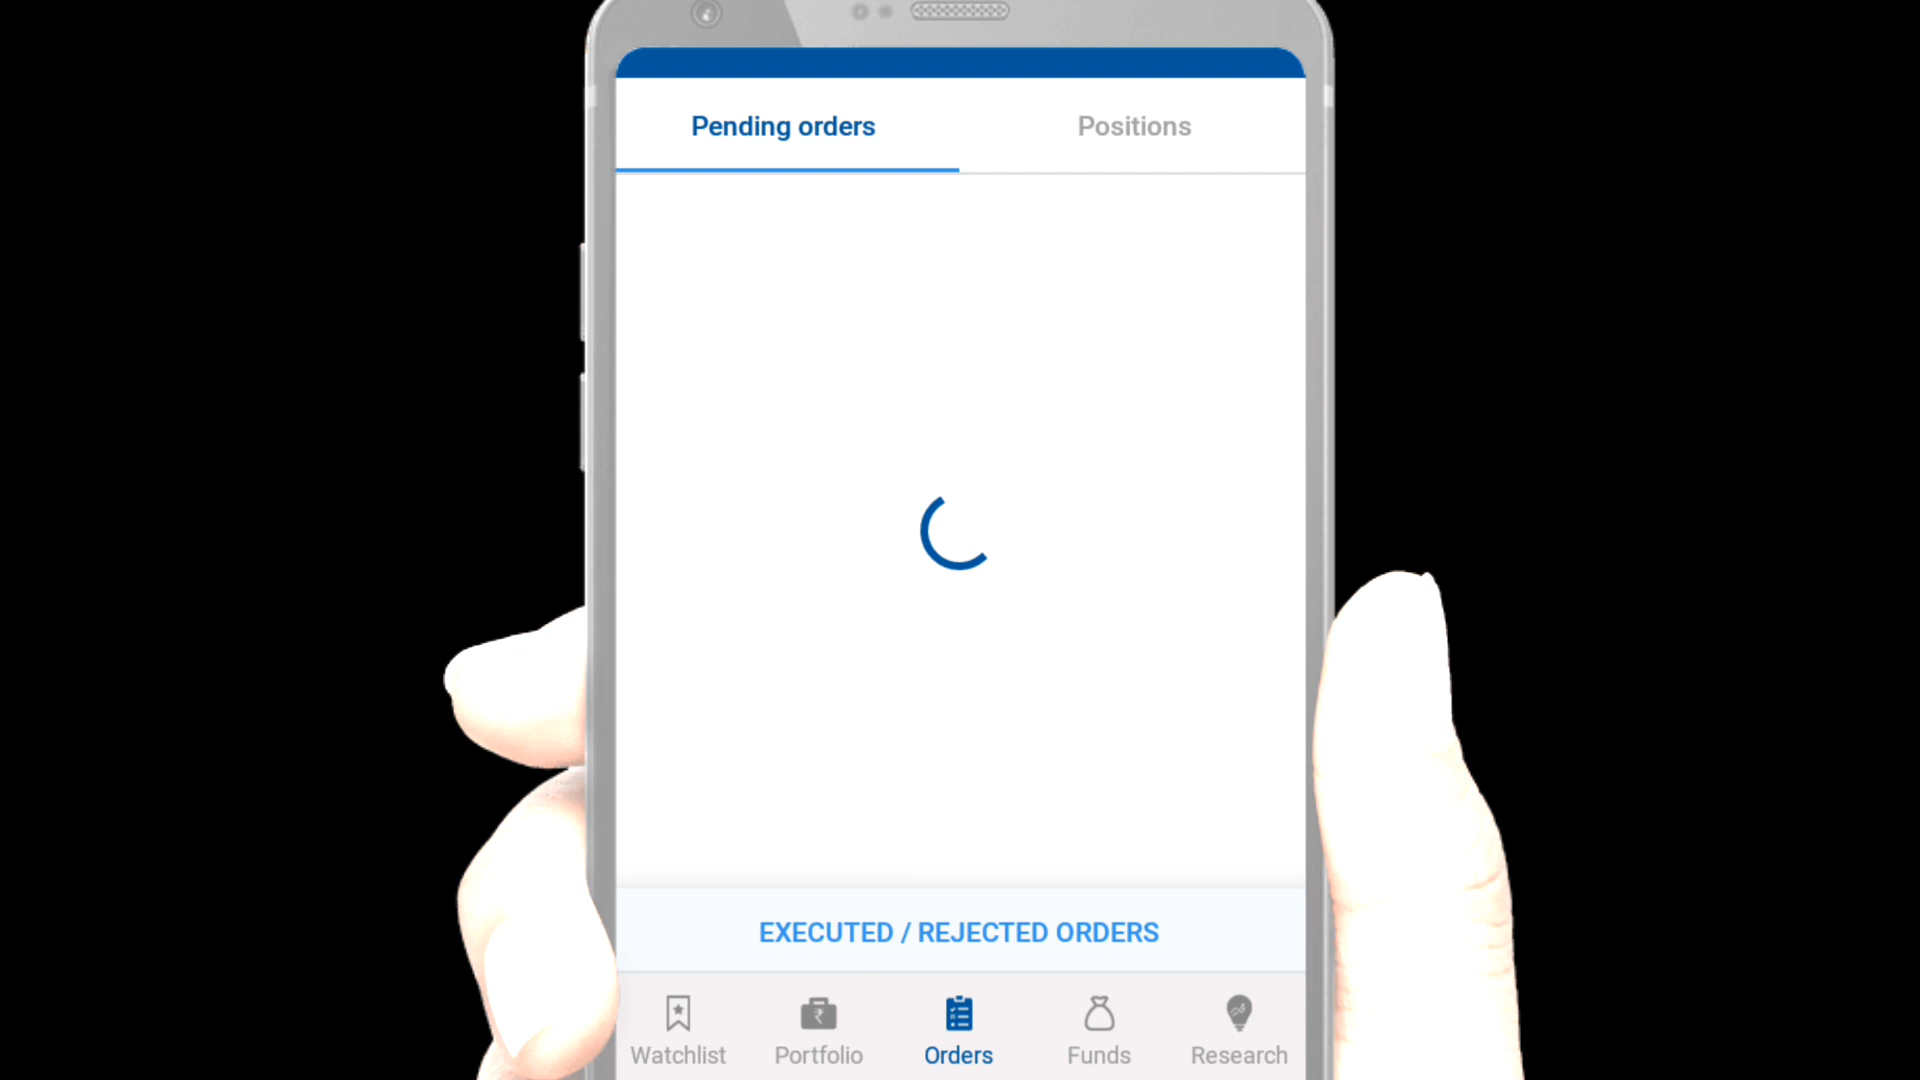 Pending orders Positions
EXECUTED / REJECTED ORDERS
Watchlist Portfolio Orders Funds Research